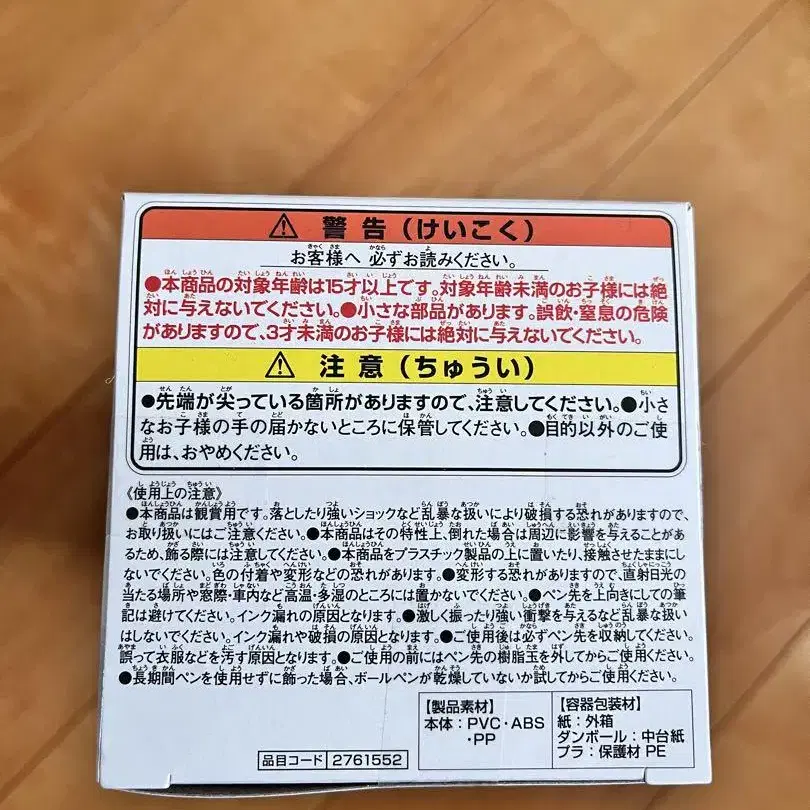 ⚠ 警告(けいこく)
お客様へ 必ずお読みください。
●本商品の対象年齢は15才以上です。対象年齢未満のお子様には絶
対に与えないでください。●小さな部品があります。誤飲・窒息の危険
がありますので、3才未満のお子様には絶対に与えないでください。
⚠ 注意(ちゅうい)
●先端が尖っている箇所がありますので、注意してください。●小さ
なお子様の手の届かないところに保管してください。●目的以外のご使
用は、おやめください。
《使用上の注意》
●本商品は観賞用です。落としたり強いショックなど乱暴な扱いにより破損する恐れがありますので、
お取り扱いにはご注意ください。●本商品はその特性上、倒れた場合は周辺に影響を与えることがあ
るため、飾る際には注意してください。●本商品をプラスチック製品の上に置いたり、接触させたままにし
ないでください。色の付着や変形などの恐れがあります。●変形する恐れがありますので、直射日光の
当たる場所や窓際・車内など高温・多湿のところには置かないでください。●ペン先を上向きにしての筆
記は避けてください。インク漏れの原因となります。●激しく振ったり強い衝撃を与えるなど乱暴な扱い
はしないでください。インク漏れや破損の原因となります。●ご使用後は必ずペン先を収納してください。
誤って衣服などを汚す原因となります。●ご使用の前にはペン先の樹脂玉を外してからご使用ください。
●長期間ペンを使用せずに飾った場合、ボールペンが乾燥していないか試してからご使用ください。
品目コード 2761552
【製品素材】
本体:PVC・ABS
・PP
【容器包装材】
紙:外箱
ダンボール:中台紙
プラ:保護材 PE